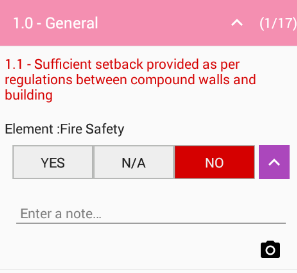 1.0 - General (1/17)
1.1 - Sufficient setback provided as per
regulations between compound walls and
building
Element :Fire Safety
YES N/A NO
Enter a note...